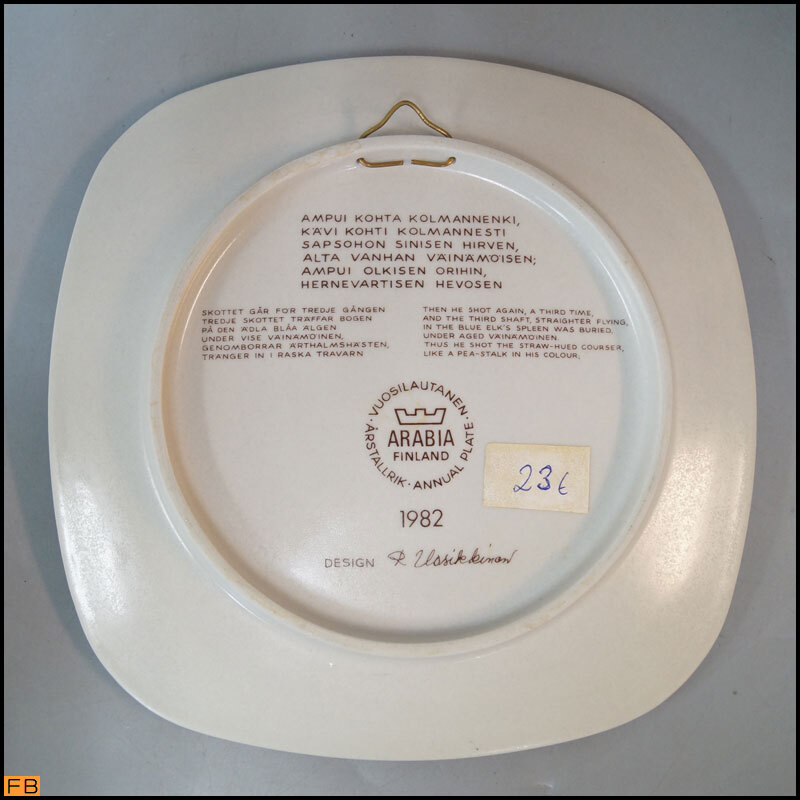 AMPUI KOHTA KOLMANNENKI,
KÄVI KOHTI KOLMANNESTI
SAPSOHON SINISEN HIRVEN,
ALTA VANHAN VÄINÄMÖISEN;
AMPUI OLKISEN ORIHIN,
HERNEVARTISEN HEVOSEN
SKOTTET GÅR FÖR TREDJE GÅNGEN
TREDJE SKOTTET TRÄFFAR BOGEN
PÅ DEN ÄDLA BLÅA ÄLGEN
UNDER VISE VÄINÄMÖINEN,
GENOMBORRAR ÄRTHALMSHÄSTEN,
TRÄNGER IN I RASKA TRAVARN
THEN HE SHOT AGAIN, A THIRD TIME,
AND THE THIRD SHAFT, STRAIGHTER FLYING,
IN THE BLUE ELK'S SPLEEN WAS BURIED,
UNDER AGED VÄINÄMÖINEN.
THUS HE SHOT THE STRAW-HUED COURSER,
LIKE A PEA-STALK IN HIS COLOUR;
· VUOSILAUTANEN ·
ARABIA
FINLAND
ÅRSTALLRIK · ANNUAL PLATE
23€
1982
DESIGN R. Uosikkinen
FB